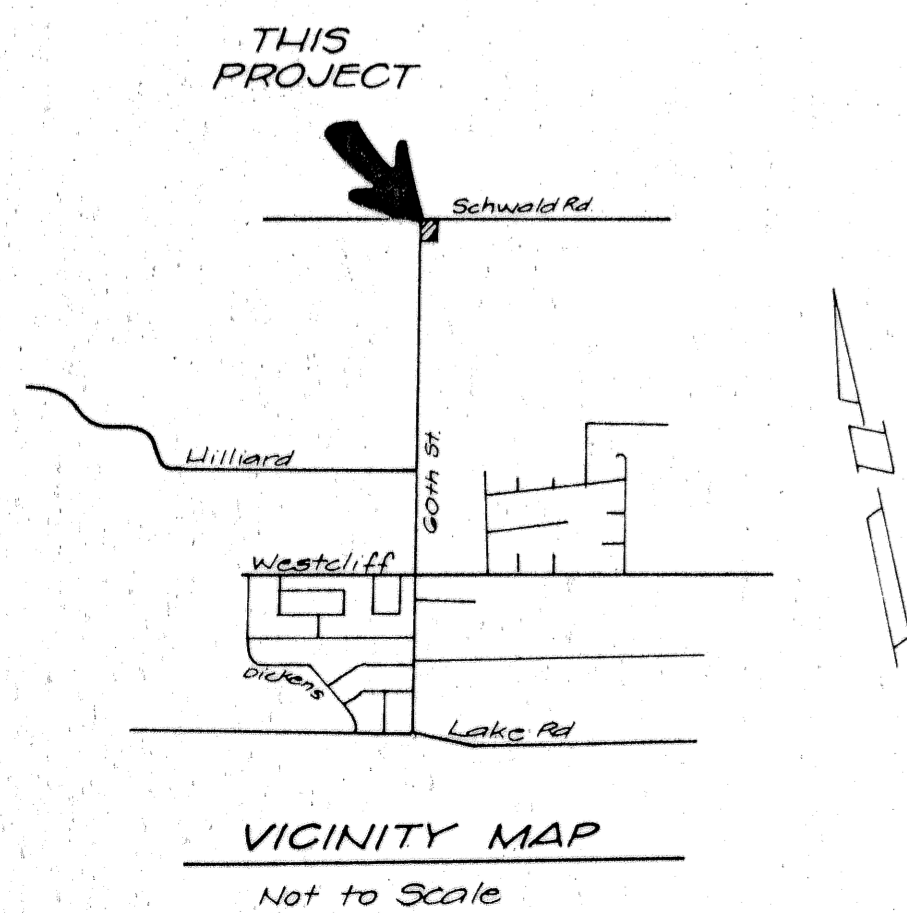 THIS
PROJECT
Schwald Rd.
Hilliard
60th St.
Westcliff
Dickens
Lake Rd
N
VICINITY MAP
Not to Scale